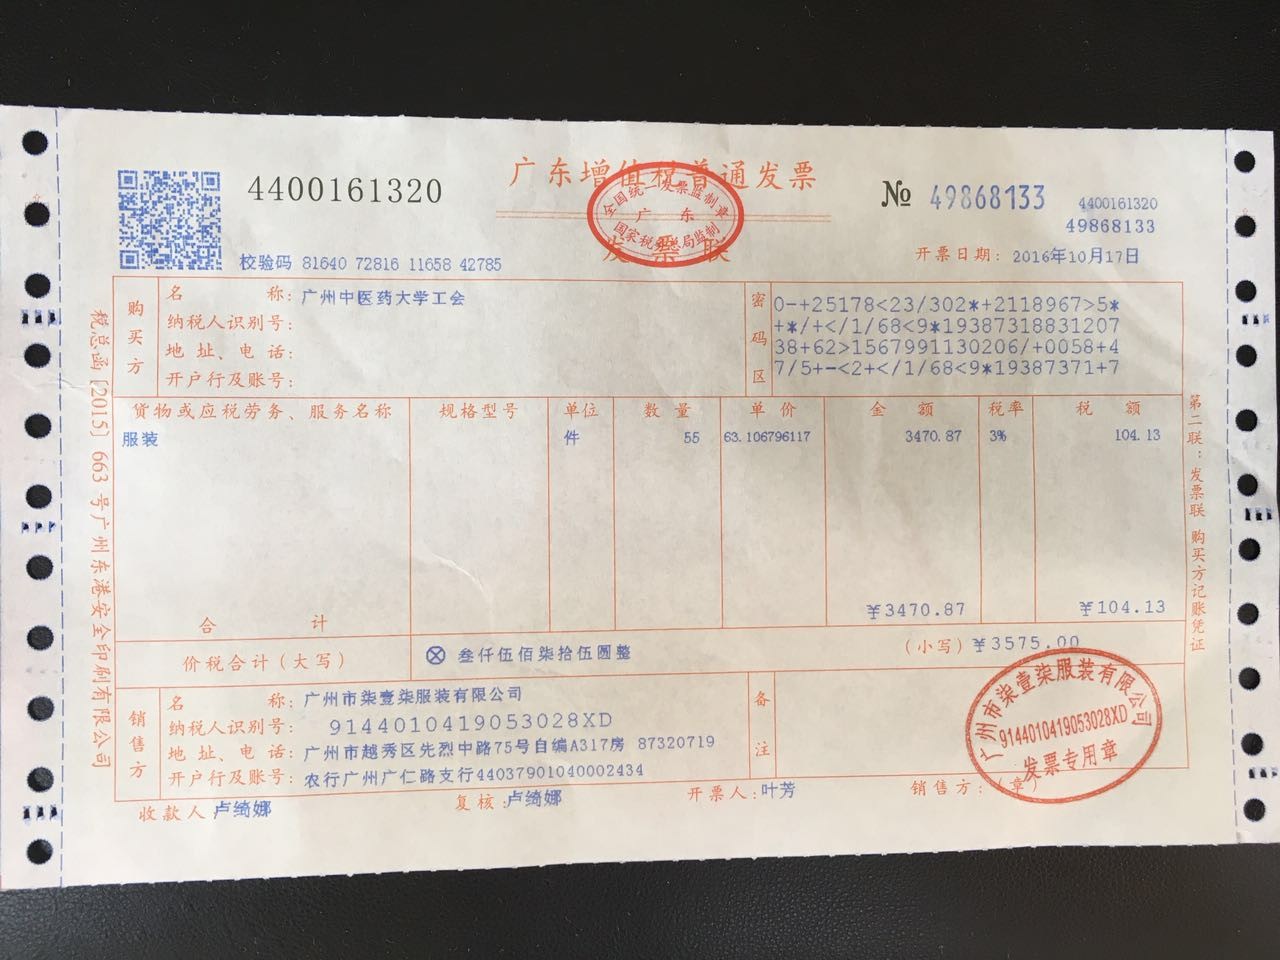 广东增值税普通发票
发票联
全国统一发票监制章
广东
国家税务总局监制
4400161320
№ 49868133
4400161320
49868133
校验码 81640 72816 11658 42785
开票日期: 2016年10月17日
购买方
名称: 广州中医药大学工会
纳税人识别号:
地址、电话:
开户行及账号:
密码区
0-+25178<23/302*+2118967>5*
+*/+</1/68<9*19387318831207
38+62>1567991130206/+0058+4
7/5+-<2+</1/68<9*19387371+7
货物或应税劳务、服务名称 规格型号 单位 数量 单价 金额 税率 税额
服装 件 55 63.106796117 3470.87 3% 104.13
合计 ¥3470.87 ¥104.13
价税合计(大写) ⊗ 叁仟伍佰柒拾伍圆整 (小写) ¥3575.00
销售方
名称: 广州市柒壹柒服装有限公司
纳税人识别号: 9144010419053028XD
地址、电话: 广州市越秀区先烈中路75号自编A317房 87320719
开户行及账号: 农行广州广仁路支行44037901040002434
备注
收款人: 卢绮娜 复核: 卢绮娜 开票人: 叶芳 销售方: (章)
广州市柒壹柒服装有限公司
9144010419053028XD
发票专用章
税总函[2015]663号广州东港安全印刷有限公司
第二联:发票联 购买方记账凭证